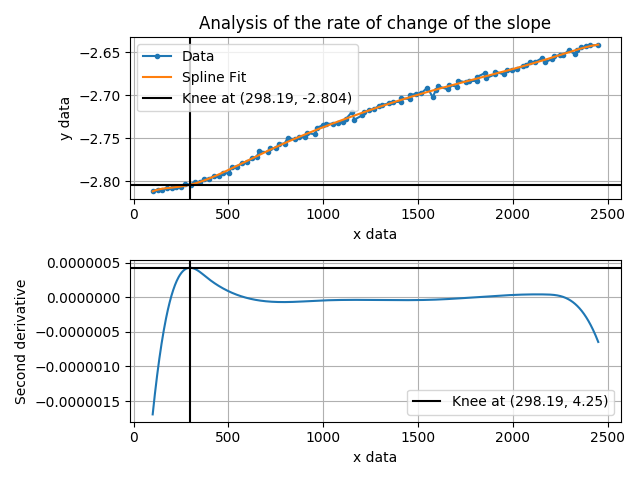 Analysis of the rate of change of the slope
Data
Spline Fit
Knee at (298.19, -2.804)
y data
−2.65
−2.70
−2.75
−2.80
0 500 1000 1500 2000 2500
x data
Second derivative
0.0000005
0.0000000
−0.0000005
−0.0000010
−0.0000015
Knee at (298.19, 4.25)
0 500 1000 1500 2000 2500
x data